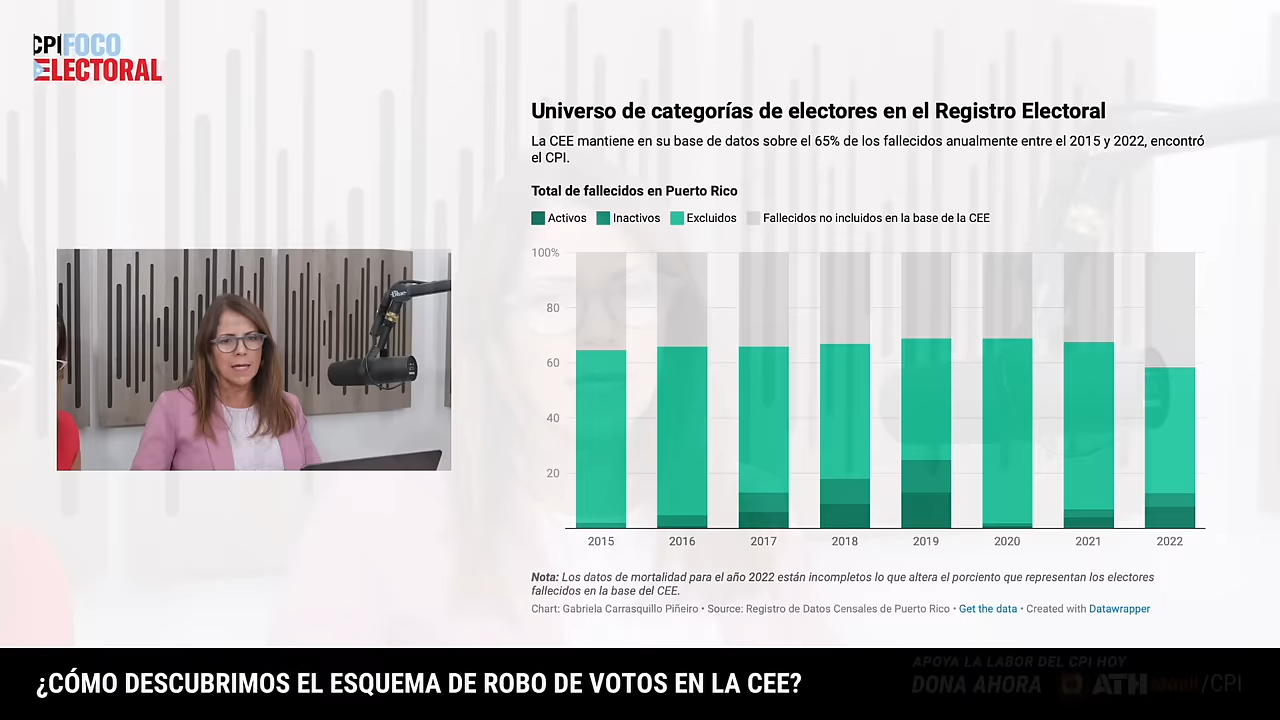 CPI FOCO
ELECTORAL
Universo de categorías de electores en el Registro Electoral
La CEE mantiene en su base de datos sobre el 65% de los fallecidos anualmente entre el 2015 y 2022, encontró
el CPI.
Total de fallecidos en Puerto Rico
Activos Inactivos Excluidos Fallecidos no incluidos en la base de la CEE
100%
80
60
40
20
2015 2016 2017 2018 2019 2020 2021 2022
Nota: Los datos de mortalidad para el año 2022 están incompletos lo que altera el porciento que representan los electores
fallecidos en la base del CEE.
Chart: Gabriela Carrasquillo Piñeiro • Source: Registro de Datos Censales de Puerto Rico • Get the data • Created with Datawrapper
¿CÓMO DESCUBRIMOS EL ESQUEMA DE ROBO DE VOTOS EN LA CEE?
APOYA LA LABOR DEL CPI HOY
DONA AHORA ATH móvil /CPI